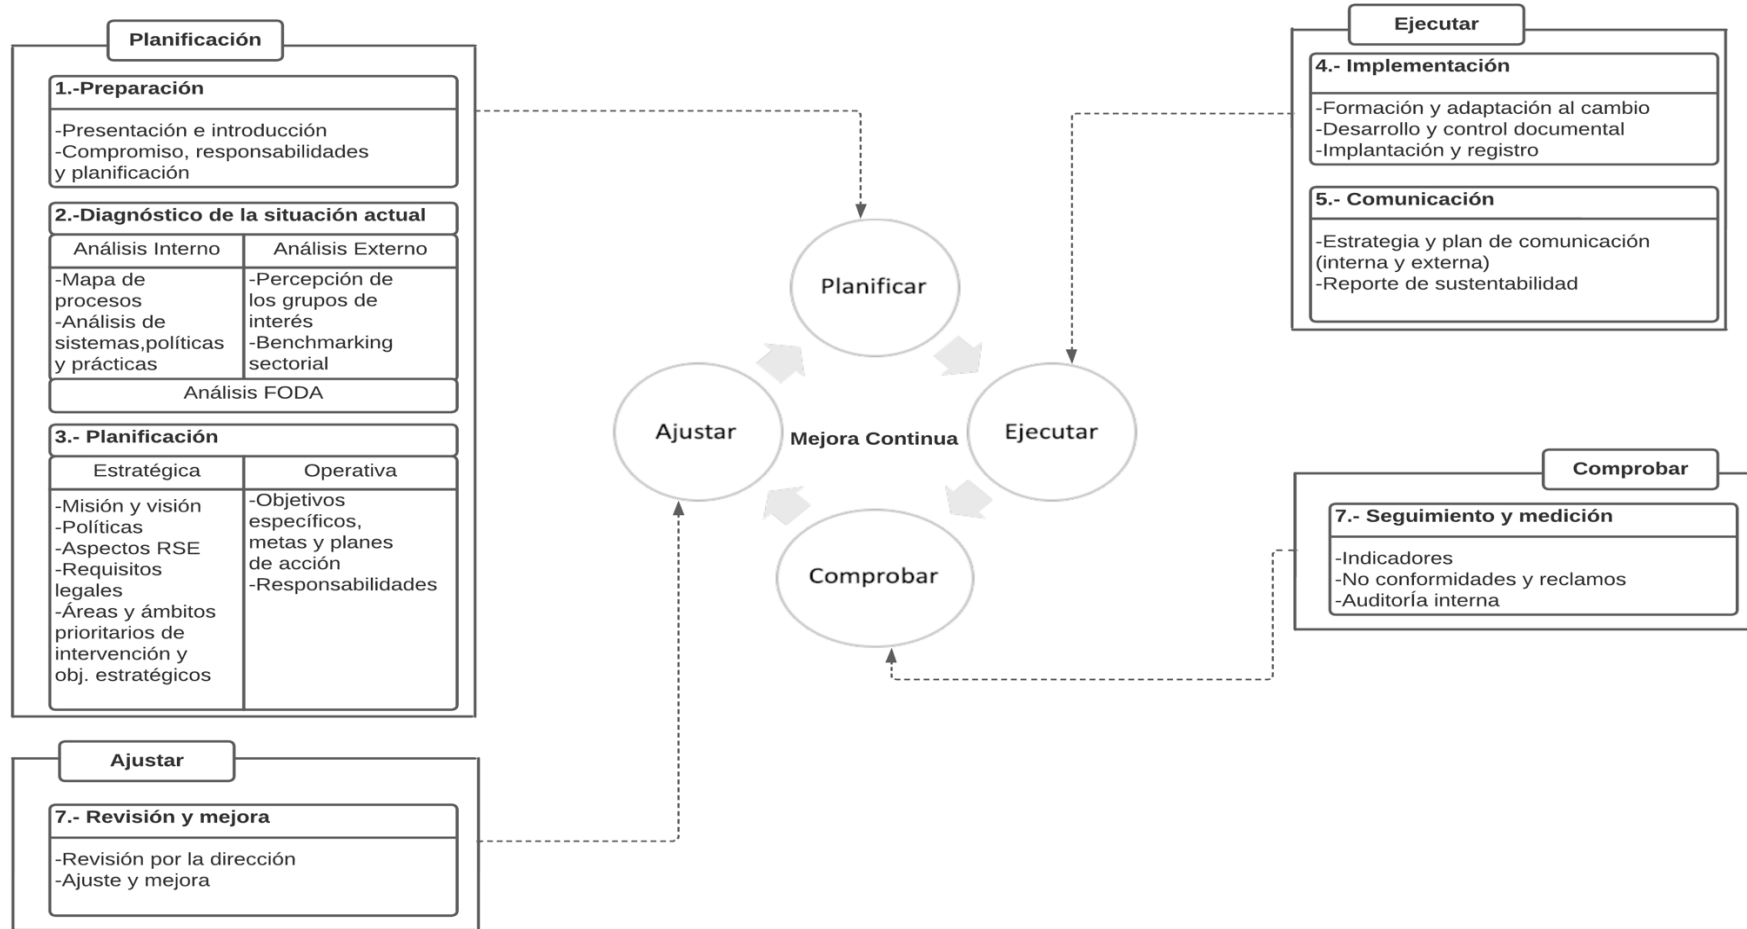 Planificación
1.-Preparación
-Presentación e introducción
-Compromiso, responsabilidades
y planificación
2.-Diagnóstico de la situación actual
Análisis Interno
-Mapa de
procesos
-Análisis de
sistemas,políticas
y prácticas
Análisis Externo
-Percepción de
los grupos de
interés
-Benchmarking
sectorial
Análisis FODA
3.- Planificación
Estratégica
-Misión y visión
-Políticas
-Aspectos RSE
-Requisitos
legales
-Áreas y ámbitos
prioritarios de
intervención y
obj. estratégicos
Operativa
-Objetivos
específicos,
metas y planes
de acción
-Responsabilidades
Ajustar
7.- Revisión y mejora
-Revisión por la dirección
-Ajuste y mejora
Planificar
Ajustar
Mejora Continua
Ejecutar
Comprobar
Ejecutar
4.- Implementación
-Formación y adaptación al cambio
-Desarrollo y control documental
-Implantación y registro
5.- Comunicación
-Estrategia y plan de comunicación
(interna y externa)
-Reporte de sustentabilidad
Comprobar
7.- Seguimiento y medición
-Indicadores
-No conformidades y reclamos
-AuditorÍa interna